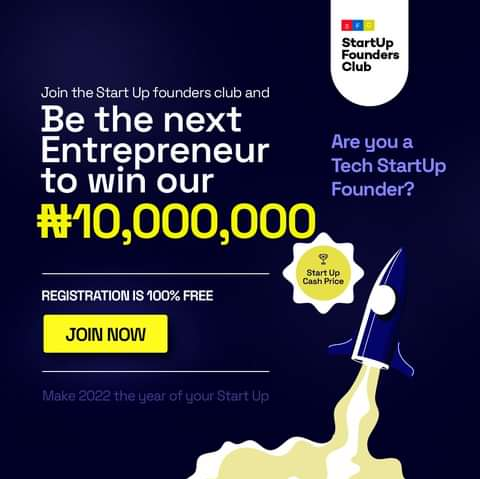 S F C
StartUp
Founders
Club
Join the Start Up founders club and
Be the next
Entrepreneur
to win our
₦10,000,000
Are you a
Tech StartUp
Founder?
Start Up
Cash Price
REGISTRATION IS 100% FREE
JOIN NOW
Make 2022 the year of your Start Up